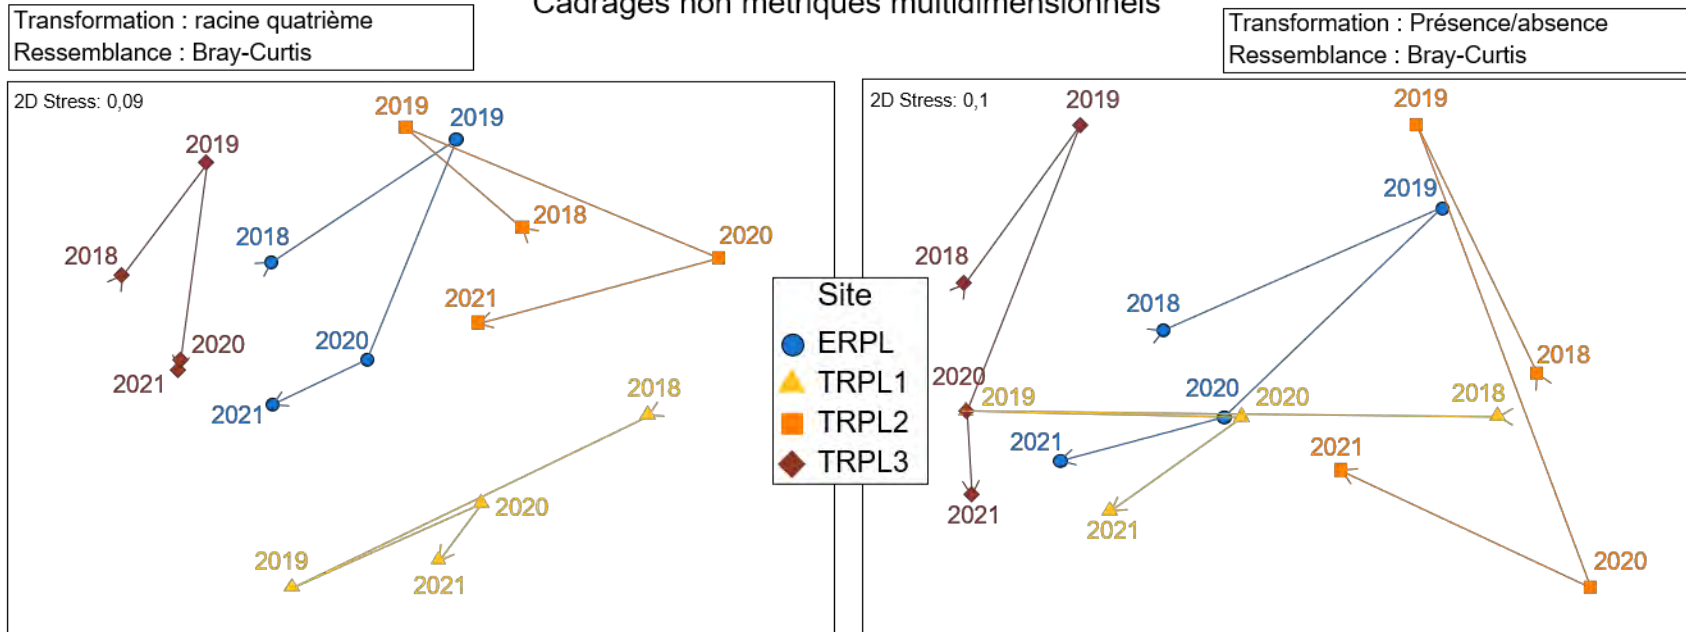 Cadrages non métriques multidimensionnels
Transformation : racine quatrième
Ressemblance : Bray-Curtis
2D Stress: 0,09
2019
2019
2019
2018
2018
2018
2020
2021
2020
2020
2021
2021
2018
2020
2019
2021
Site
ERPL
TRPL1
TRPL2
TRPL3
Transformation : Présence/absence
Ressemblance : Bray-Curtis
2D Stress: 0,1
2019
2019
2019
2018
2018
2018
2020
2019
2020
2020
2018
2021
2021
2021
2021
2020